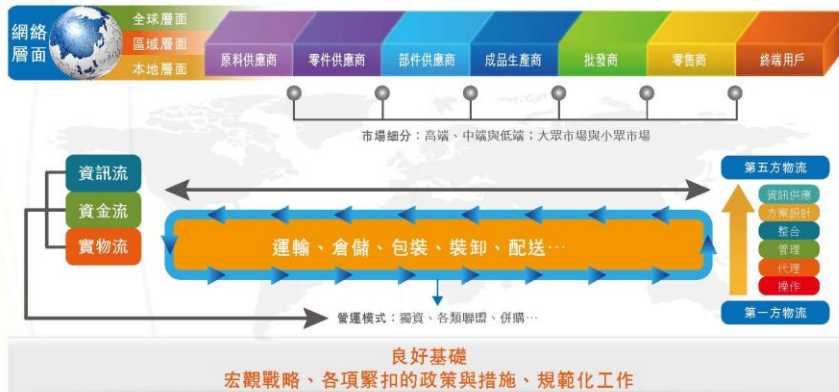 網絡
層面
全球層面
區域層面
本地層面
原料供應商
零件供應商
部件供應商
成品生產商
批發商
零售商
終端用戶
市場細分：高端、中端與低端；大眾市場與小眾市場
資訊流
資金流
實物流
運輸、倉儲、包裝、裝卸、配送…
第五方物流
資訊供應
方案設計
整合
管理
代理
操作
第一方物流
營運模式：獨資、各類聯盟、併購…
良好基礎
宏觀戰略、各項緊扣的政策與措施、規範化工作